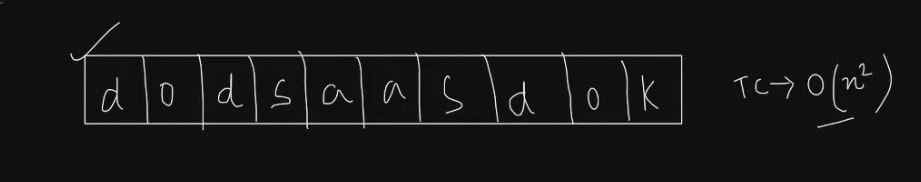 d o d s a a s d o k TC → O(n²)